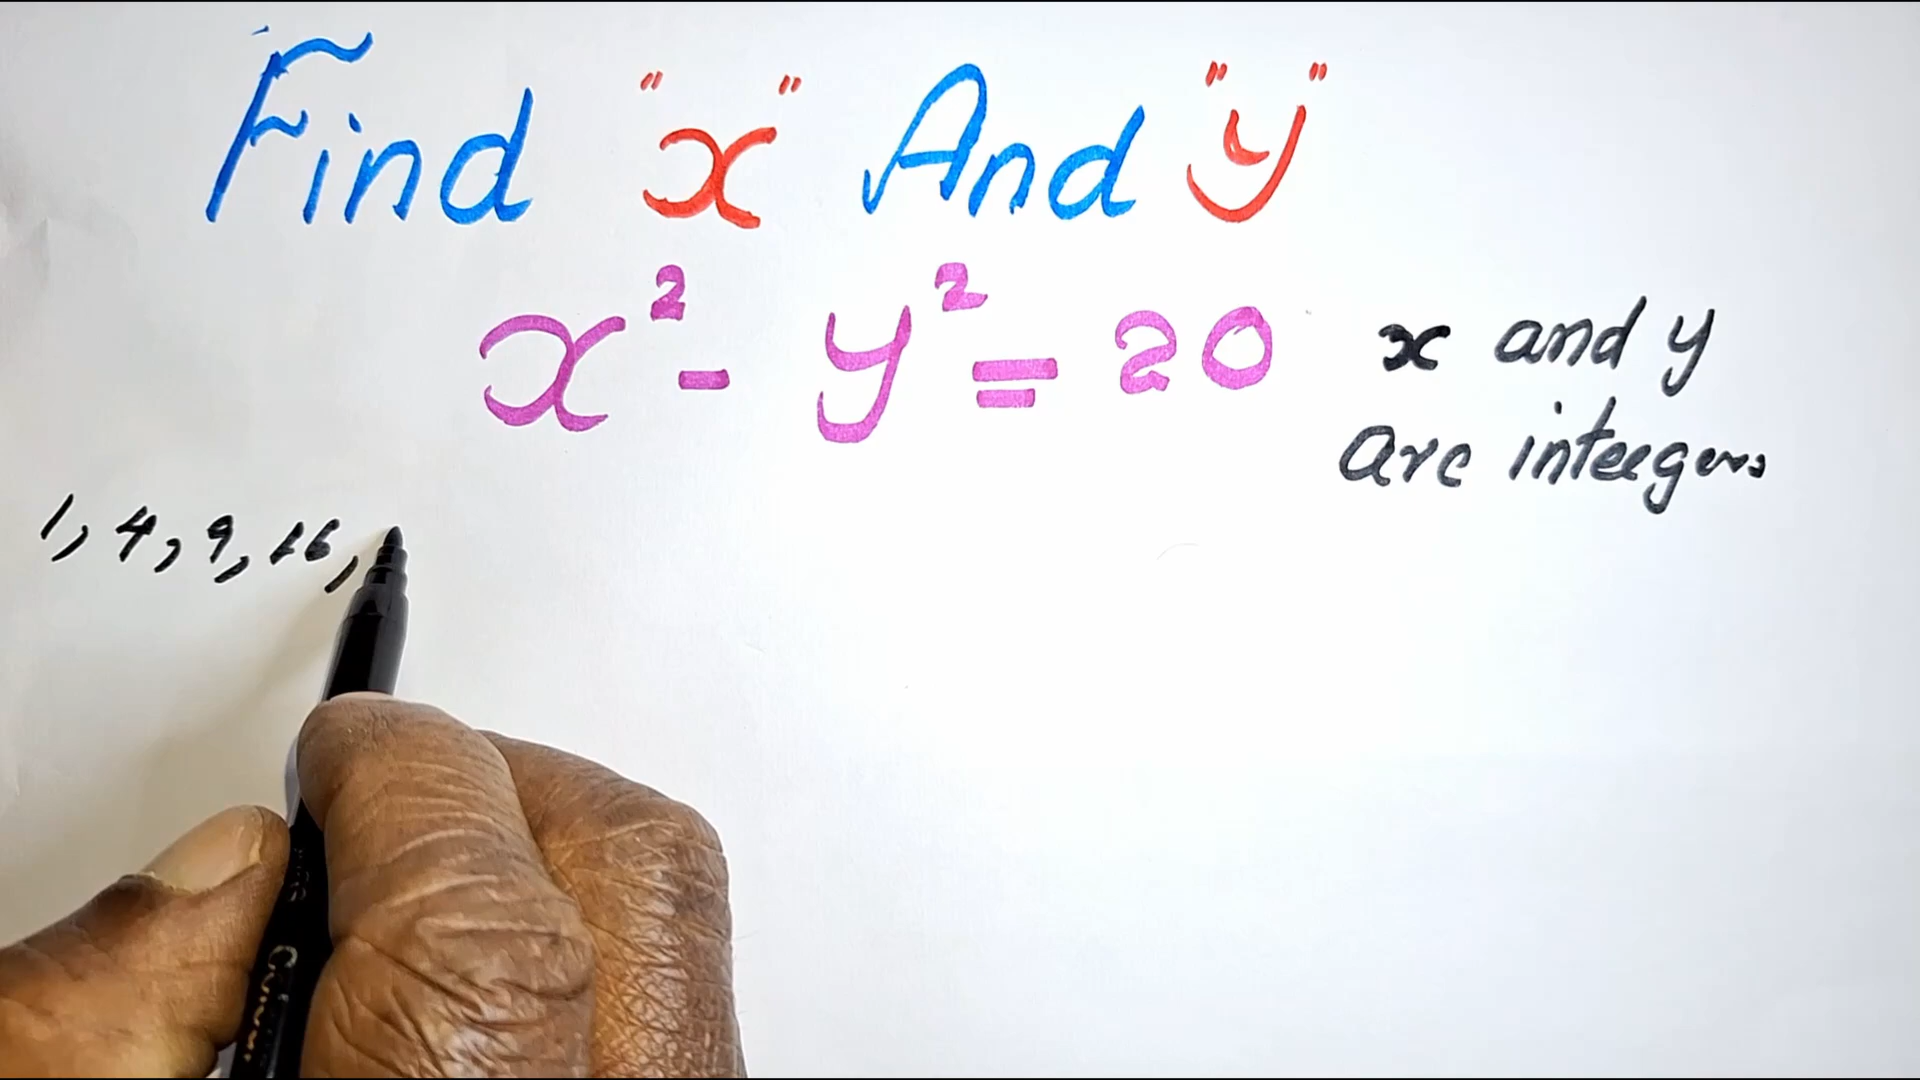 Find "x" And "y"
x² - y² = 20
x and y
are integers
1, 4, 9, 16,